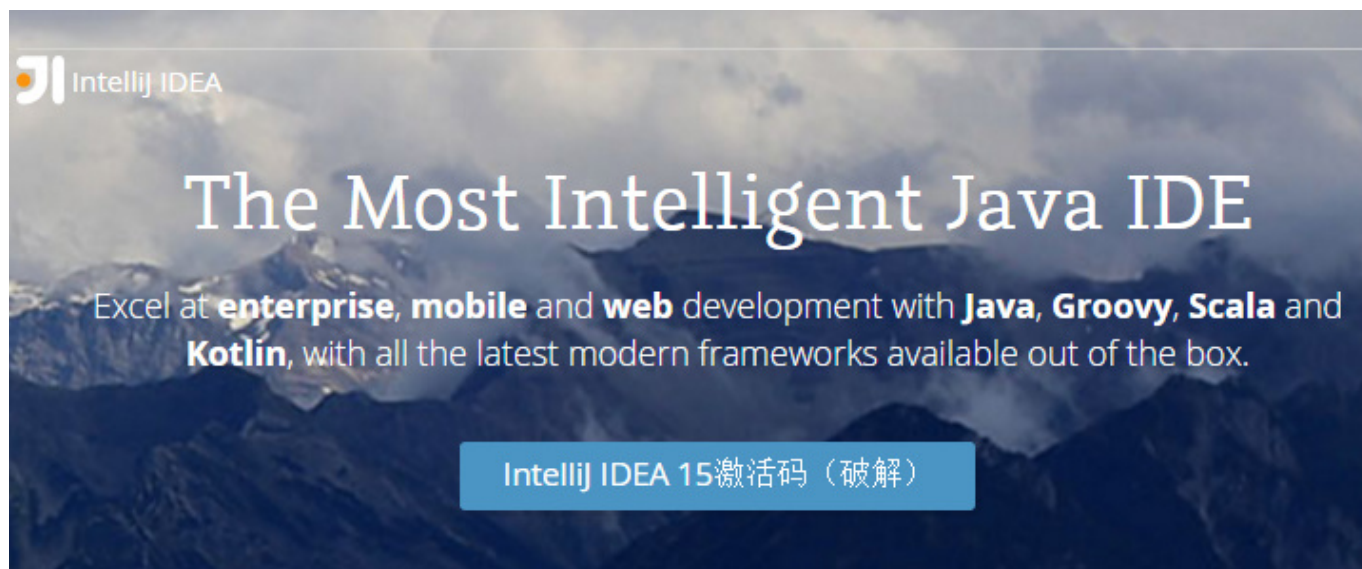 IntelliJ IDEA
The Most Intelligent Java IDE
Excel at enterprise, mobile and web development with Java, Groovy, Scala and
Kotlin, with all the latest modern frameworks available out of the box.
IntelliJ IDEA 15激活码（破解）